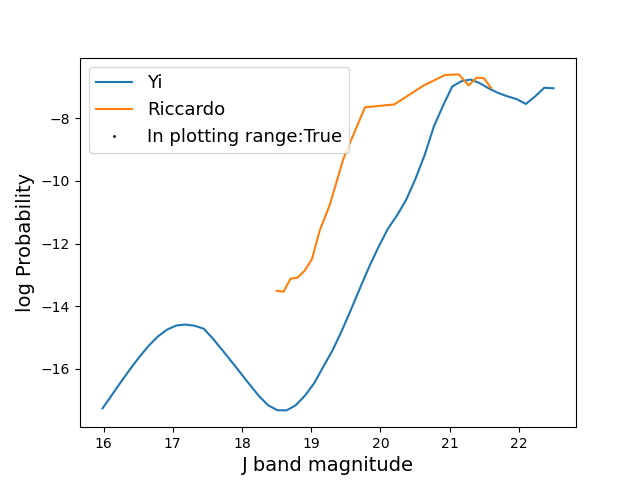 Yi
Riccardo
In plotting range:True
log Probability
−8
−10
−12
−14
−16
16 17 18 19 20 21 22
J band magnitude